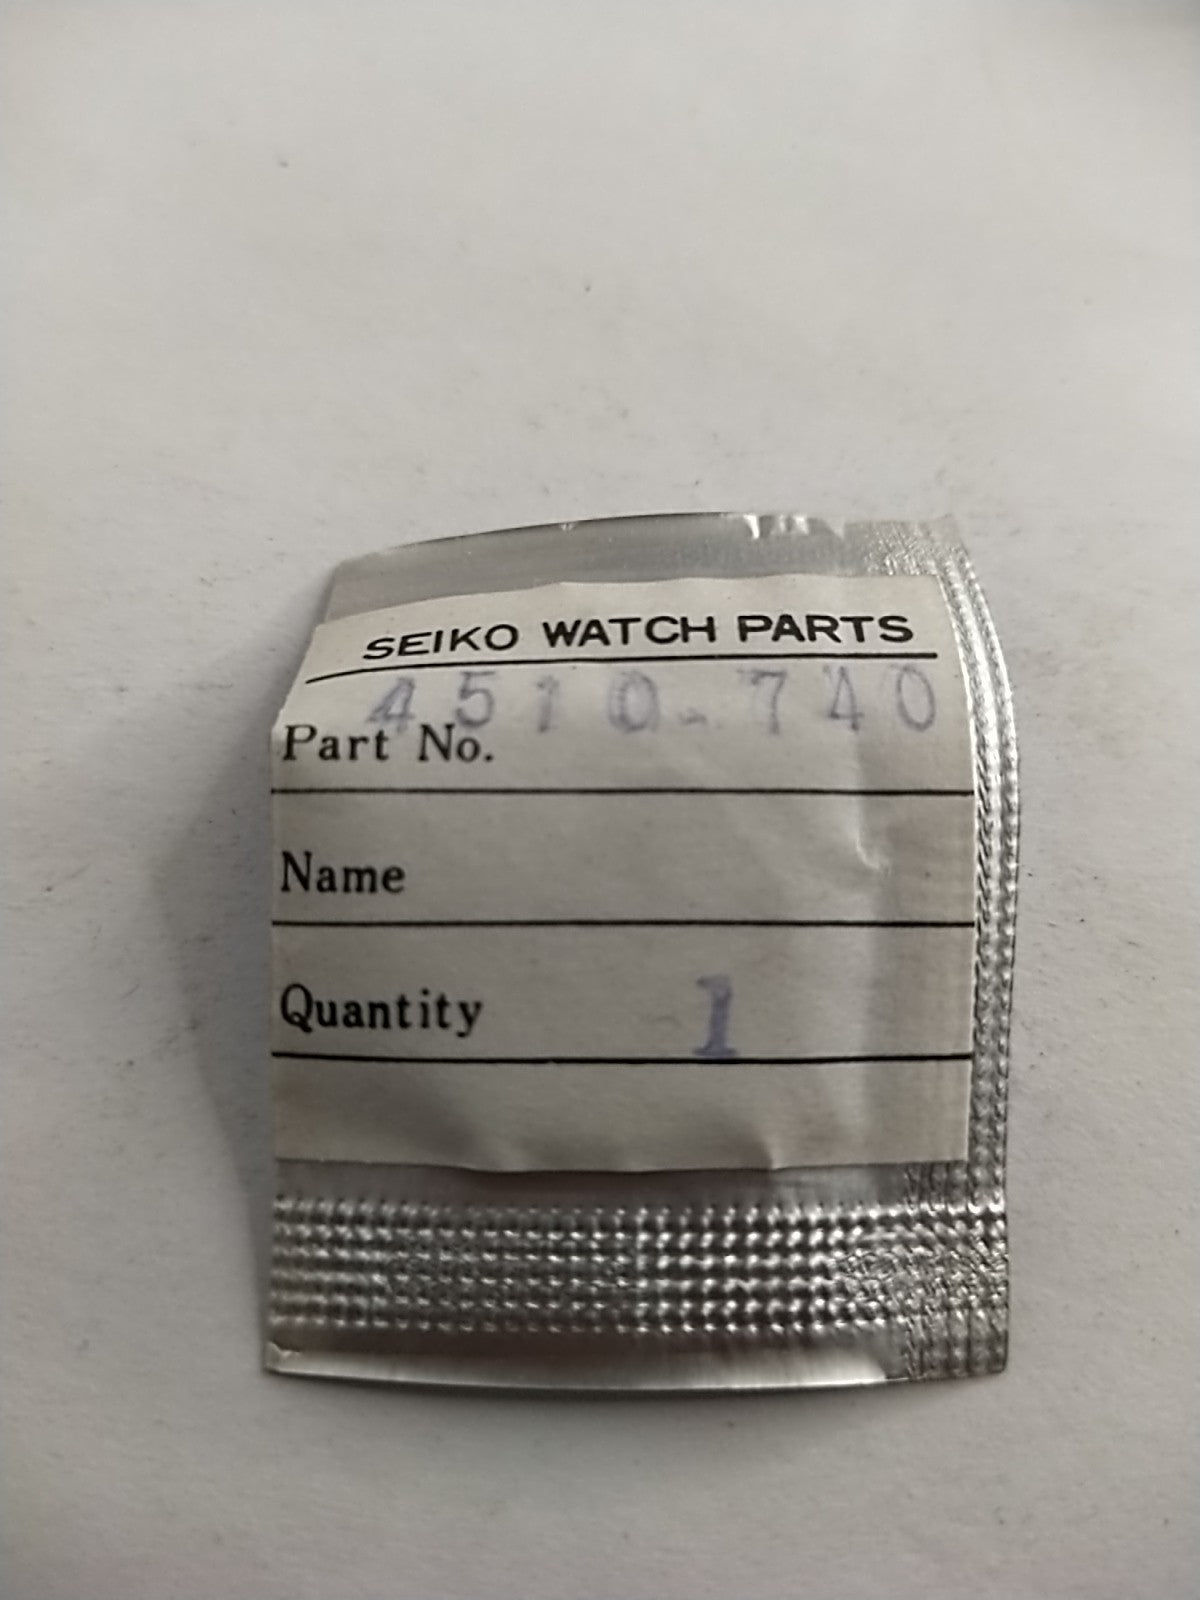 SEIKO WATCH PARTS
Part No. 4510-740
Name
Quantity 1